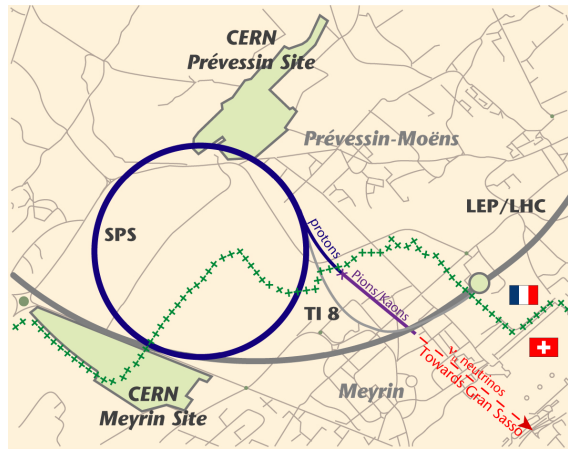 CERN
Prévessin Site
Prévessin-Moëns
LEP/LHC
SPS
protons
Pions/Kaons
TI 8
νμ neutrinos
Towards Gran Sasso
Meyrin
CERN
Meyrin Site